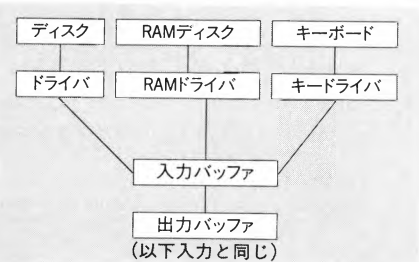 ディスク
RAMディスク
キーボード
ドライバ
RAMドライバ
キードライバ
入力バッファ
出力バッファ
(以下入力と同じ)